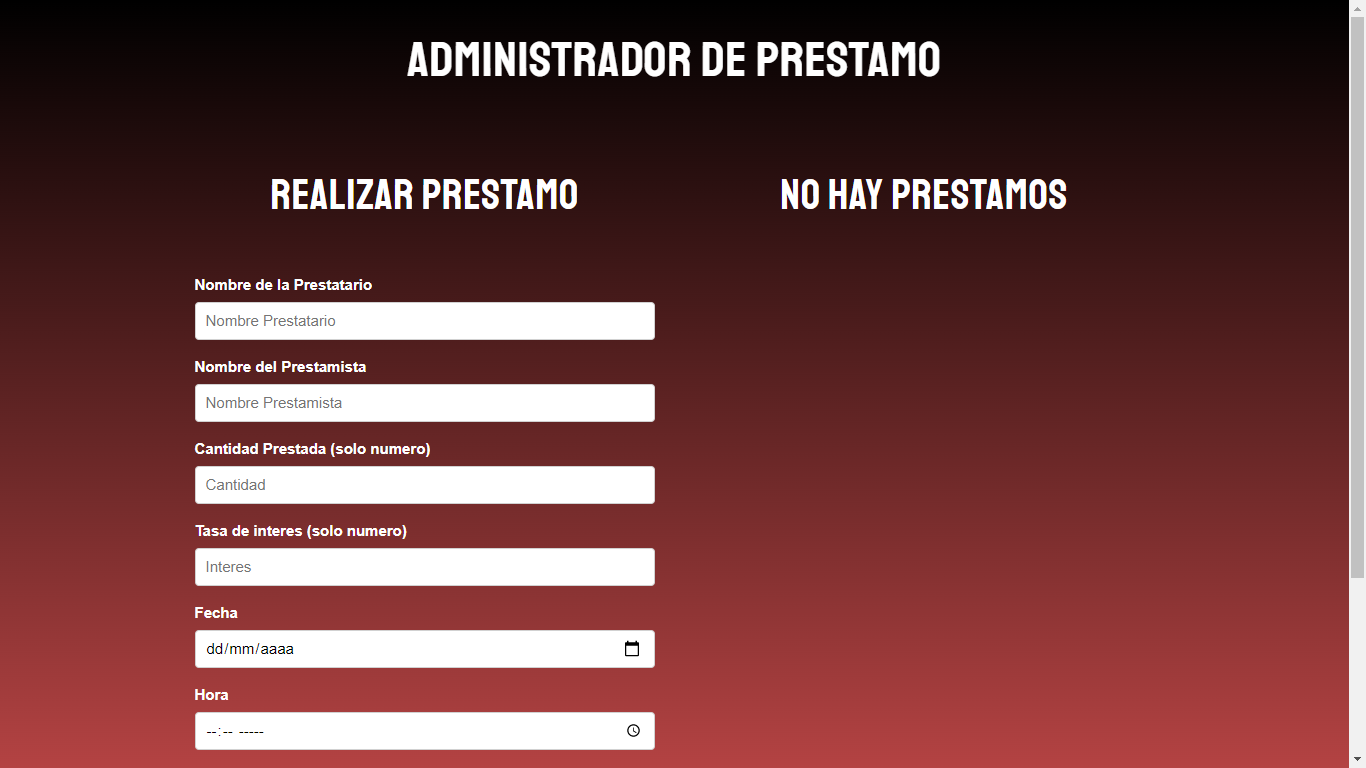 ADMINISTRADOR DE PRESTAMO
REALIZAR PRESTAMO
NO HAY PRESTAMOS
Nombre de la Prestatario
Nombre Prestatario
Nombre del Prestamista
Nombre Prestamista
Cantidad Prestada (solo numero)
Cantidad
Tasa de interes (solo numero)
Interes
Fecha
dd/mm/aaaa
Hora
--:-- -----